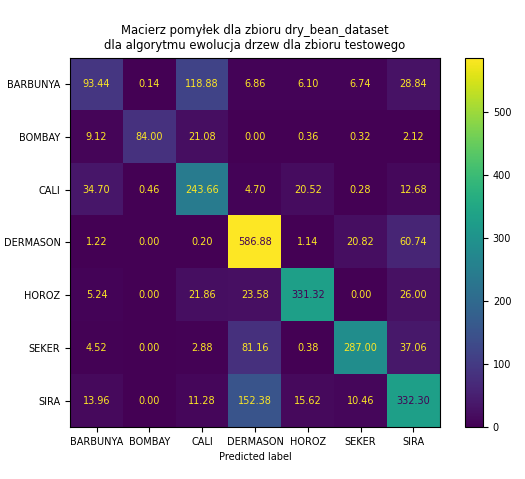 Macierz pomyłek dla zbioru dry_bean_dataset
dla algorytmu ewolucja drzew dla zbioru testowego
BARBUNYA 93.44 0.14 118.88 6.86 6.10 6.74 28.84
BOMBAY 9.12 84.00 21.08 0.00 0.36 0.32 2.12
CALI 34.70 0.46 243.66 4.70 20.52 0.28 12.68
DERMASON 1.22 0.00 0.20 586.88 1.14 20.82 60.74
HOROZ 5.24 0.00 21.86 23.58 331.32 0.00 26.00
SEKER 4.52 0.00 2.88 81.16 0.38 287.00 37.06
SIRA 13.96 0.00 11.28 152.38 15.62 10.46 332.30
BARBUNYA BOMBAY CALI DERMASON HOROZ SEKER SIRA
Predicted label
500
400
300
200
100
0